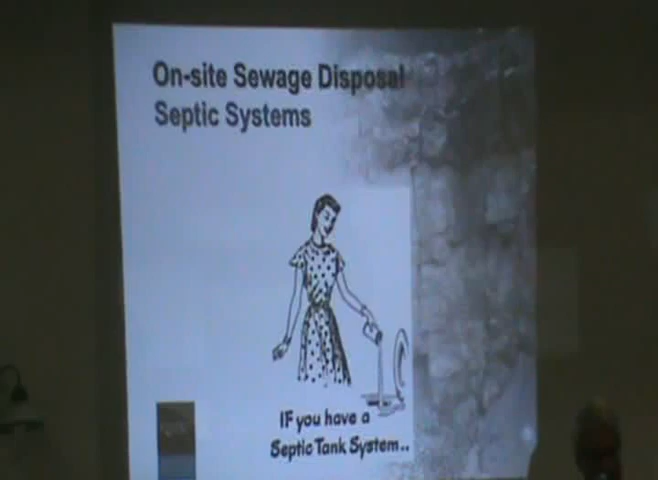 On-site Sewage Disposal
Septic Systems
IF you have a
Septic Tank System..